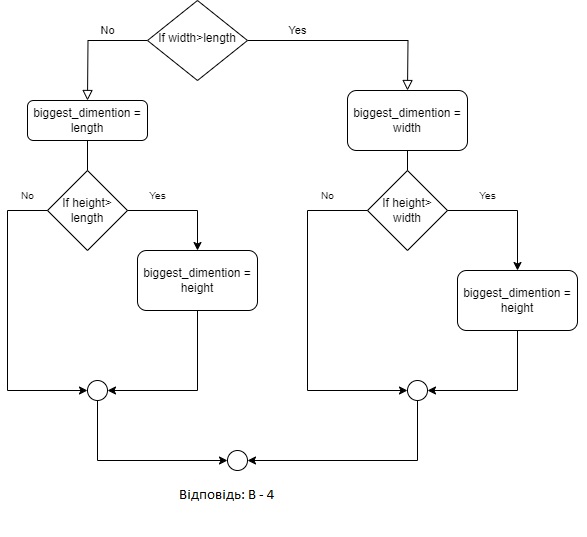 No
If width>length
Yes
biggest_dimention =
length
biggest_dimention =
width
No
If height>
length
Yes
No
If height>
width
Yes
biggest_dimention =
height
biggest_dimention =
height
Відповідь: В - 4